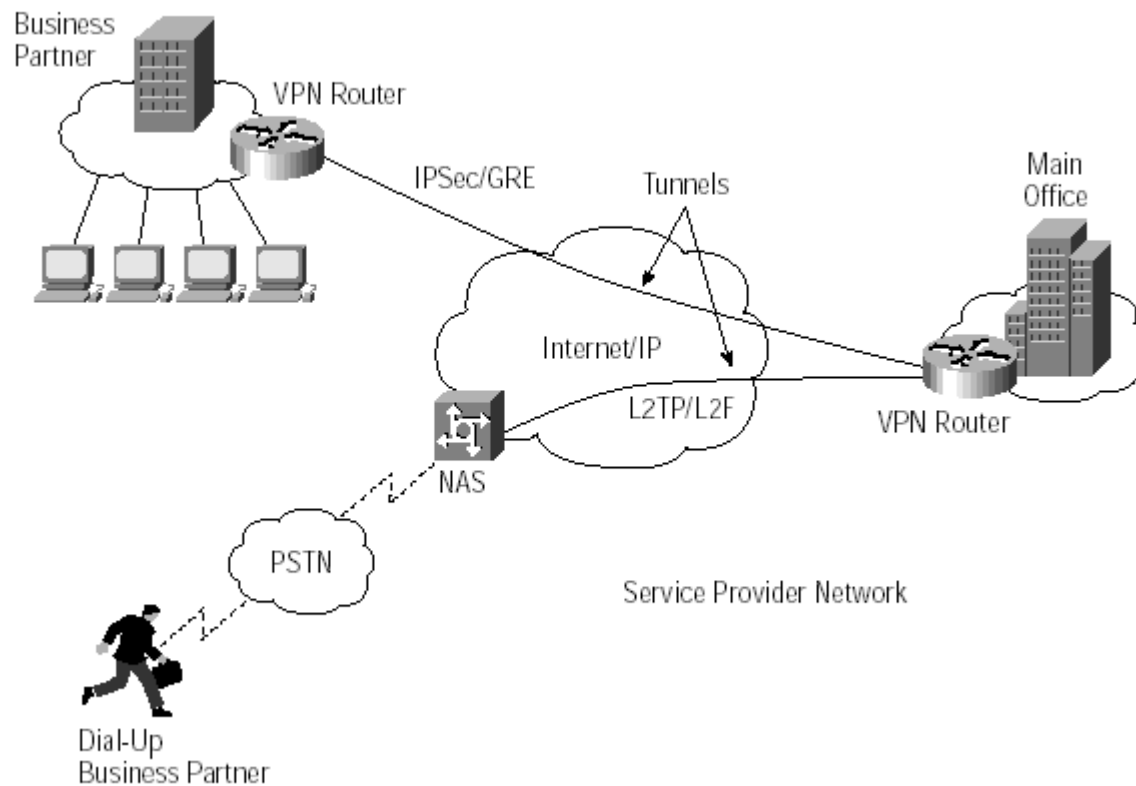 Business
Partner
VPN Router
IPSec/GRE
Tunnels
Main
Office
Internet/IP
L2TP/L2F
VPN Router
NAS
PSTN
Service Provider Network
Dial-Up
Business Partner